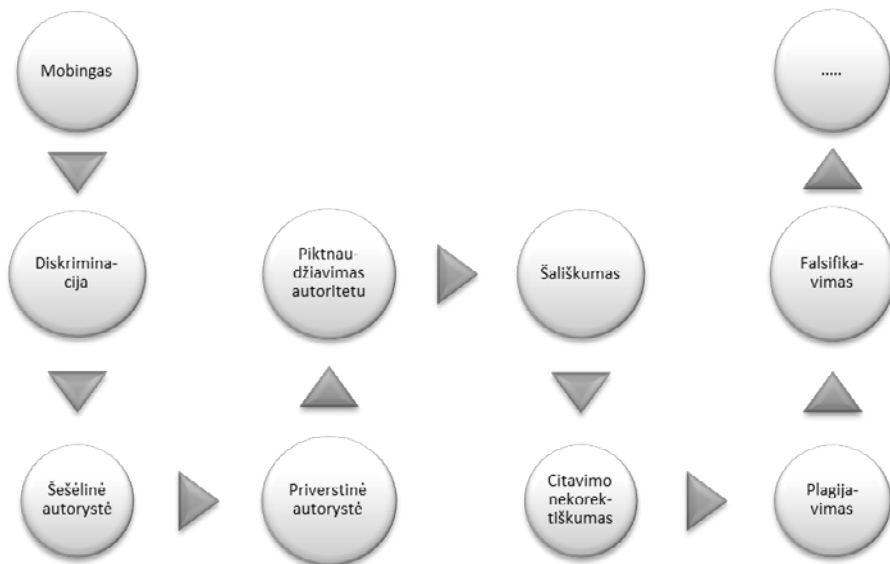 Mobingas
Diskrimina-
cija
Šešėlinė
autorystė
Priverstinė
autorystė
Piktnau-
džiavimas
autoritetu
Šališkumas
Citavimo
nekorek-
tiškumas
Plagija-
vimas
Falsifika-
vimas
.....